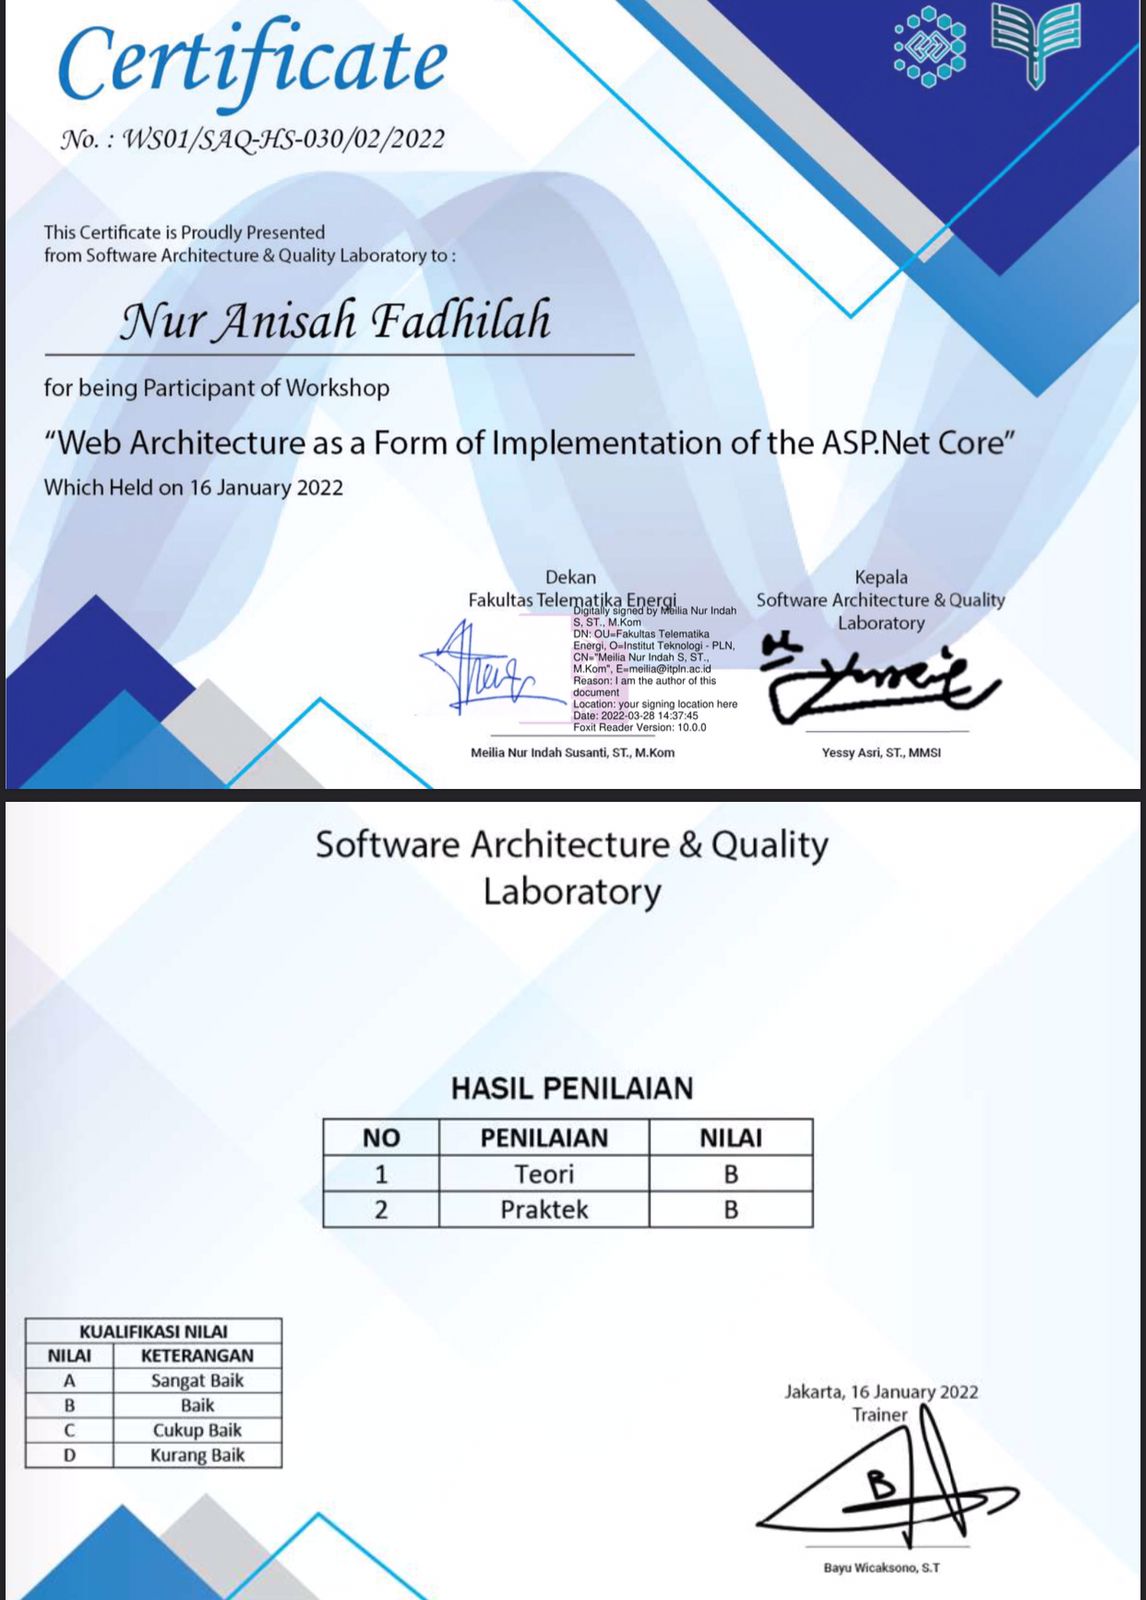 Certificate
No. : WS01/SAQ-HS-030/02/2022
This Certificate is Proudly Presented
from Software Architecture & Quality Laboratory to :
Nur Anisah Fadhilah
for being Participant of Workshop
“Web Architecture as a Form of Implementation of the ASP.Net Core”
Which Held on 16 January 2022
Dekan
Fakultas Telematika Energi
Digitally signed by Meilia Nur Indah
S, ST., M.Kom
DN: OU=Fakultas Telematika
Energi, O=Institut Teknologi - PLN,
CN="Meilia Nur Indah S, ST.,
M.Kom", E=meilia@itpln.ac.id
Reason: I am the author of this
document
Location: your signing location here
Date: 2022-03-28 14:37:45
Foxit Reader Version: 10.0.0
Meilia Nur Indah Susanti, ST., M.Kom
Kepala
Software Architecture & Quality
Laboratory
Yessy Asri, ST., MMSI
Software Architecture & Quality
Laboratory
HASIL PENILAIAN
NO PENILAIAN NILAI
1 Teori B
2 Praktek B
KUALIFIKASI NILAI
NILAI KETERANGAN
A Sangat Baik
B Baik
C Cukup Baik
D Kurang Baik
Jakarta, 16 January 2022
Trainer
Bayu Wicaksono, S.T